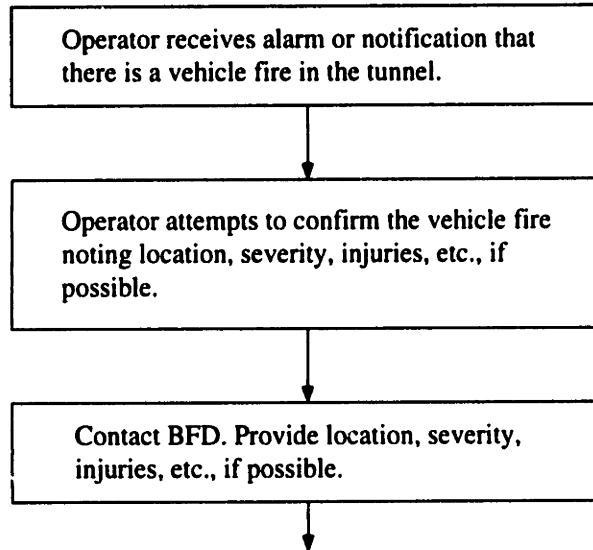 Operator receives alarm or notification that
there is a vehicle fire in the tunnel.
Operator attempts to confirm the vehicle fire
noting location, severity, injuries, etc., if
possible.
Contact BFD. Provide location, severity,
injuries, etc., if possible.